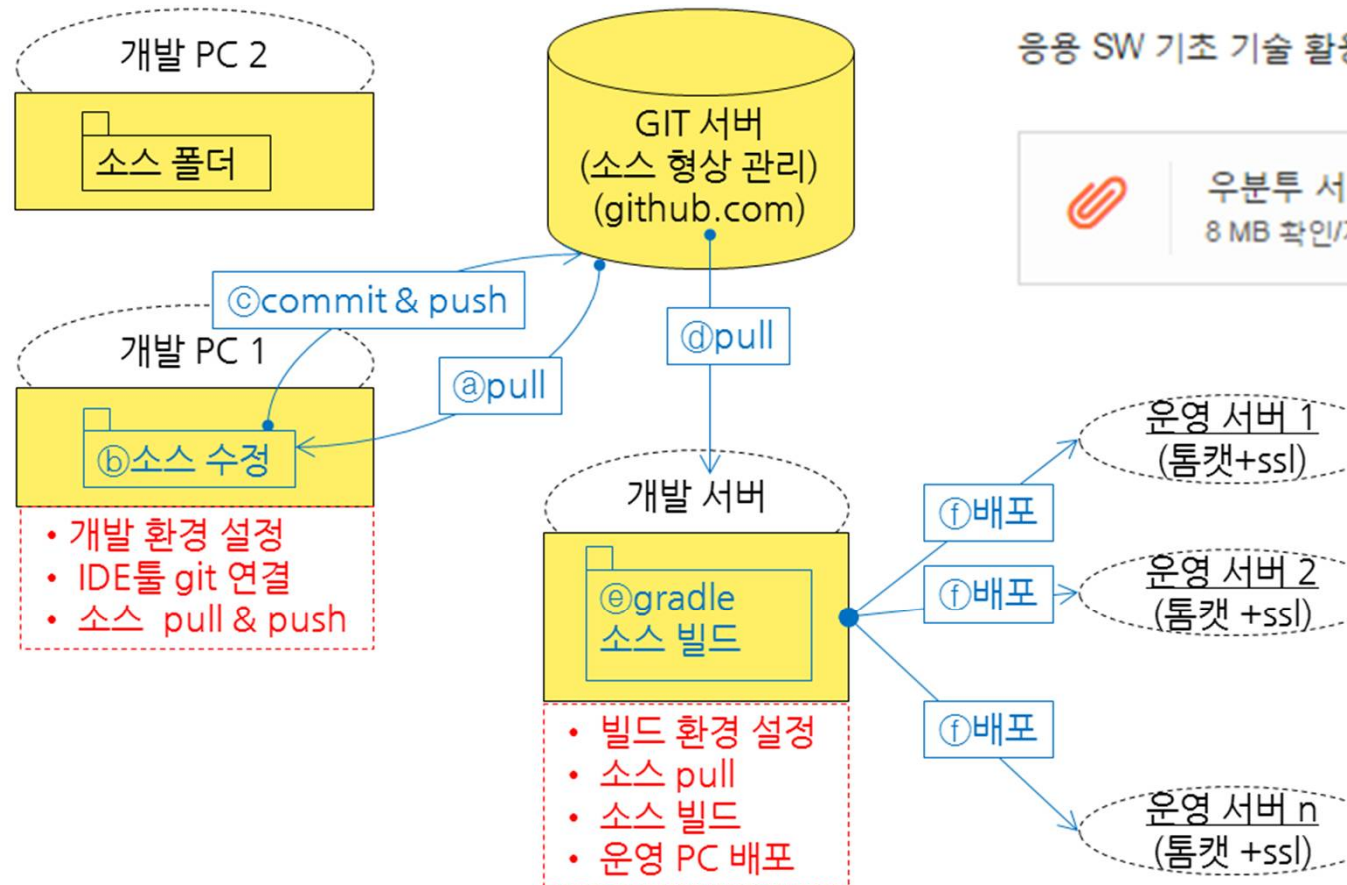 개발 PC 2
소스 폴더
GIT 서버
(소스 형상 관리)
(github.com)
응용 SW 기초 기술
우분투
8 MB 확인/
ⓒcommit & push
ⓓpull
개발 PC 1
ⓐpull
ⓑ소스 수정
• 개발 환경 설정
• IDE툴 git 연결
• 소스 pull & push
개발 서버
ⓔgradle
소스 빌드
• 빌드 환경 설정
• 소스 pull
• 소스 빌드
• 운영 PC 배포
ⓕ배포
ⓕ배포
ⓕ배포
운영 서버 1
(톰캣+ssl)
운영 서버 2
(톰캣 +ssl)
운영 서버 n
(톰캣 +ssl)